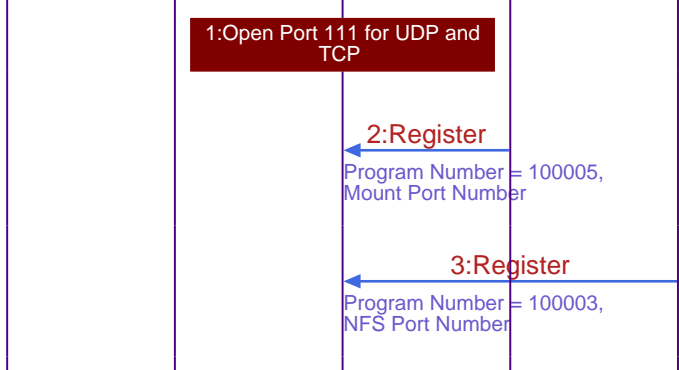 1:Open Port 111 for UDP and
TCP
2:Register
Program Number = 100005,
Mount Port Number
3:Register
Program Number = 100003,
NFS Port Number